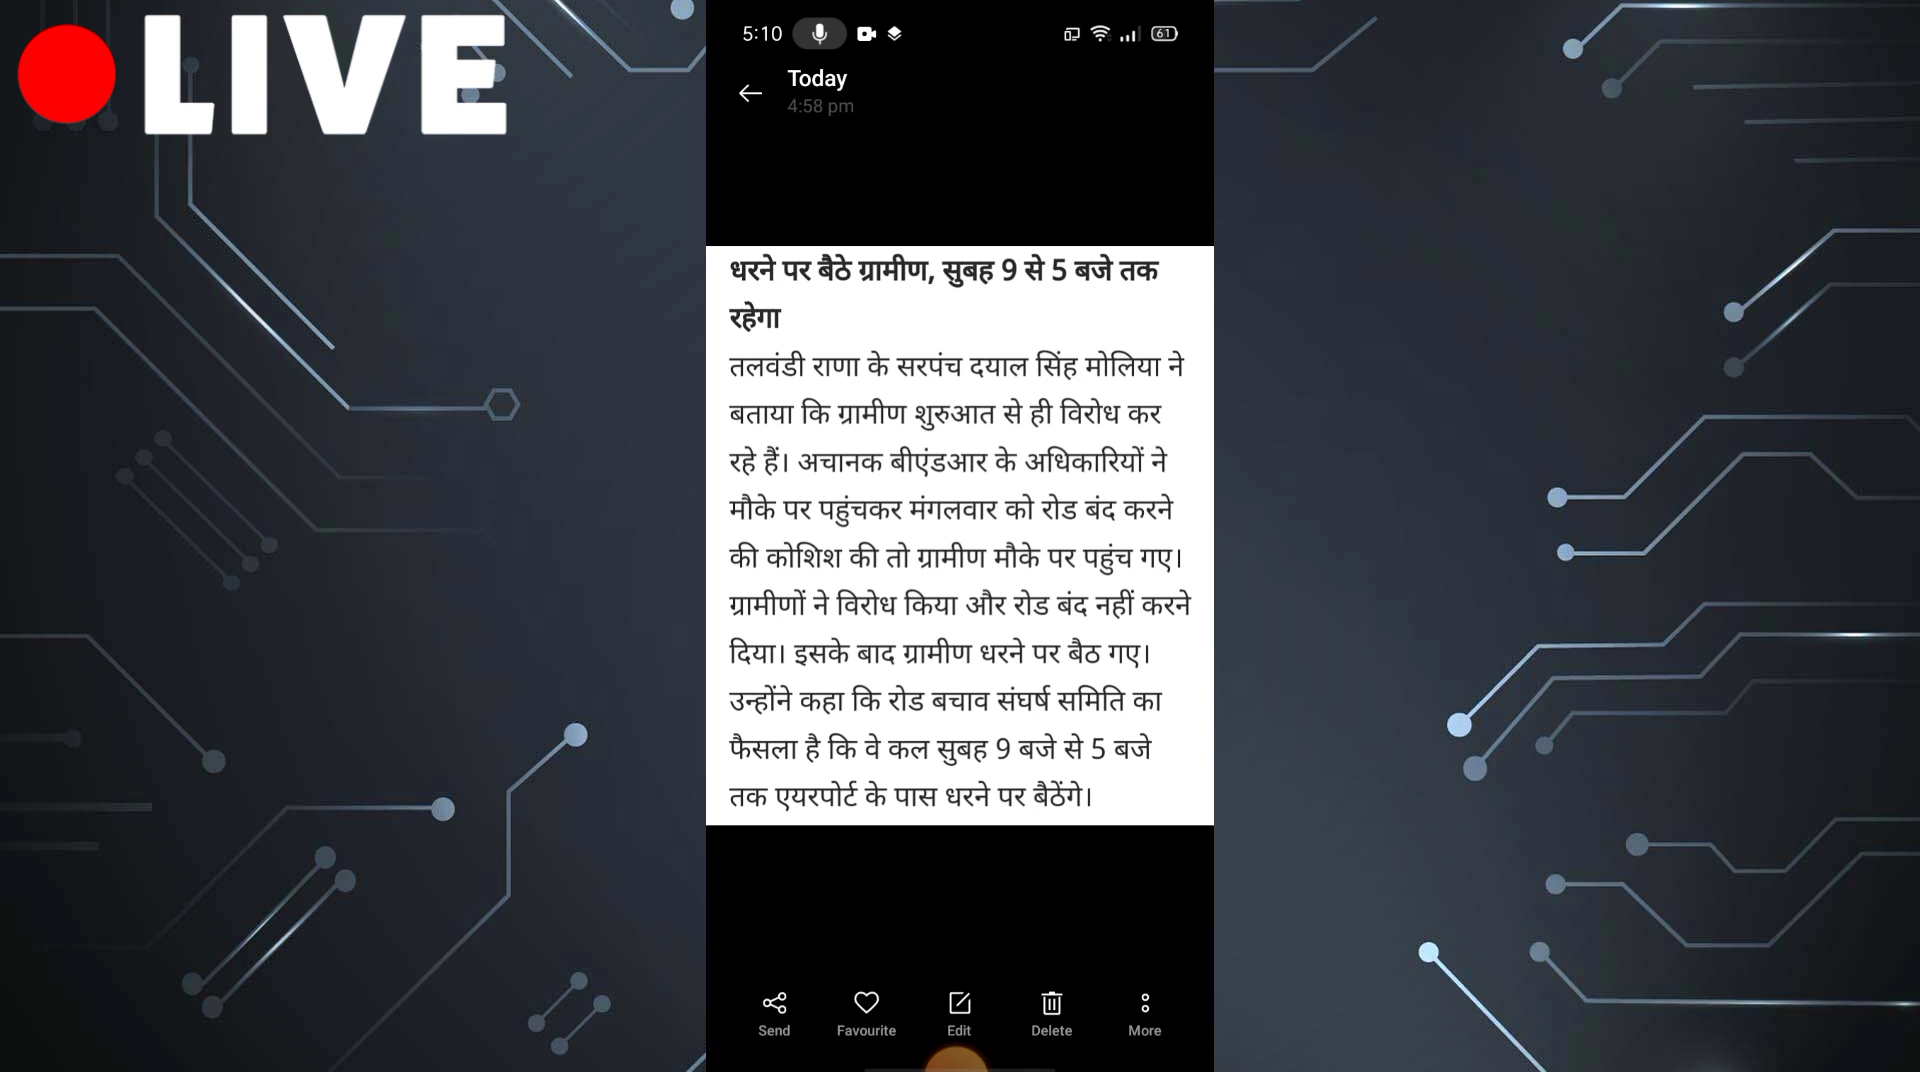 LIVE
5:10
61
Today
4:58 pm
धरने पर बैठे ग्रामीण, सुबह 9 से 5 बजे तक
रहेगा
तलवंडी राणा के सरपंच दयाल सिंह मोलिया ने
बताया कि ग्रामीण शुरुआत से ही विरोध कर
रहे हैं। अचानक बीएंडआर के अधिकारियों ने
मौके पर पहुंचकर मंगलवार को रोड बंद करने
की कोशिश की तो ग्रामीण मौके पर पहुंच गए।
ग्रामीणों ने विरोध किया और रोड बंद नहीं करने
दिया। इसके बाद ग्रामीण धरने पर बैठ गए।
उन्होंने कहा कि रोड बचाव संघर्ष समिति का
फैसला है कि वे कल सुबह 9 बजे से 5 बजे
तक एयरपोर्ट के पास धरने पर बैठेंगे।
Send Favourite Edit Delete More